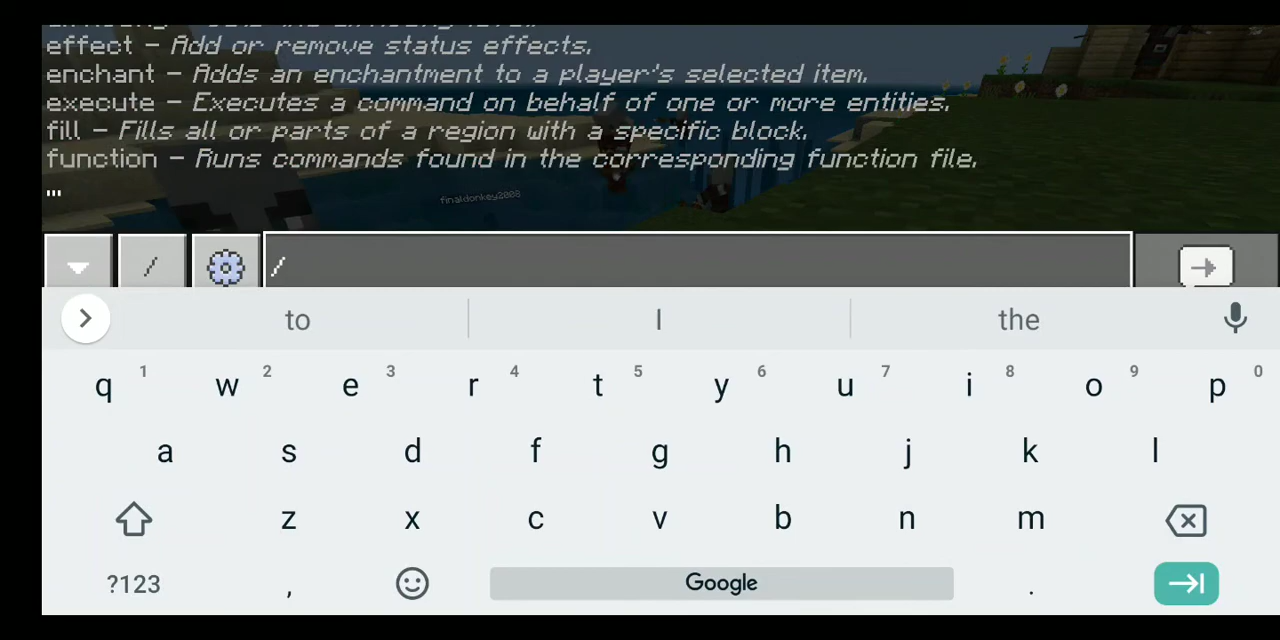 effect – Add or remove status effects.
enchant – Adds an enchantment to a player's selected item.
execute – Executes a command on behalf of one or more entities.
fill – Fills all or parts of a region with a specific block.
function – Runs commands found in the corresponding function file.
...
finaldonkey2008
/ /
to I the
q 1 w 2 e 3 r 4 t 5 y 6 u 7 i 8 o 9 p 0
a s d f g h j k l
z x c v b n m
?123 , Google .